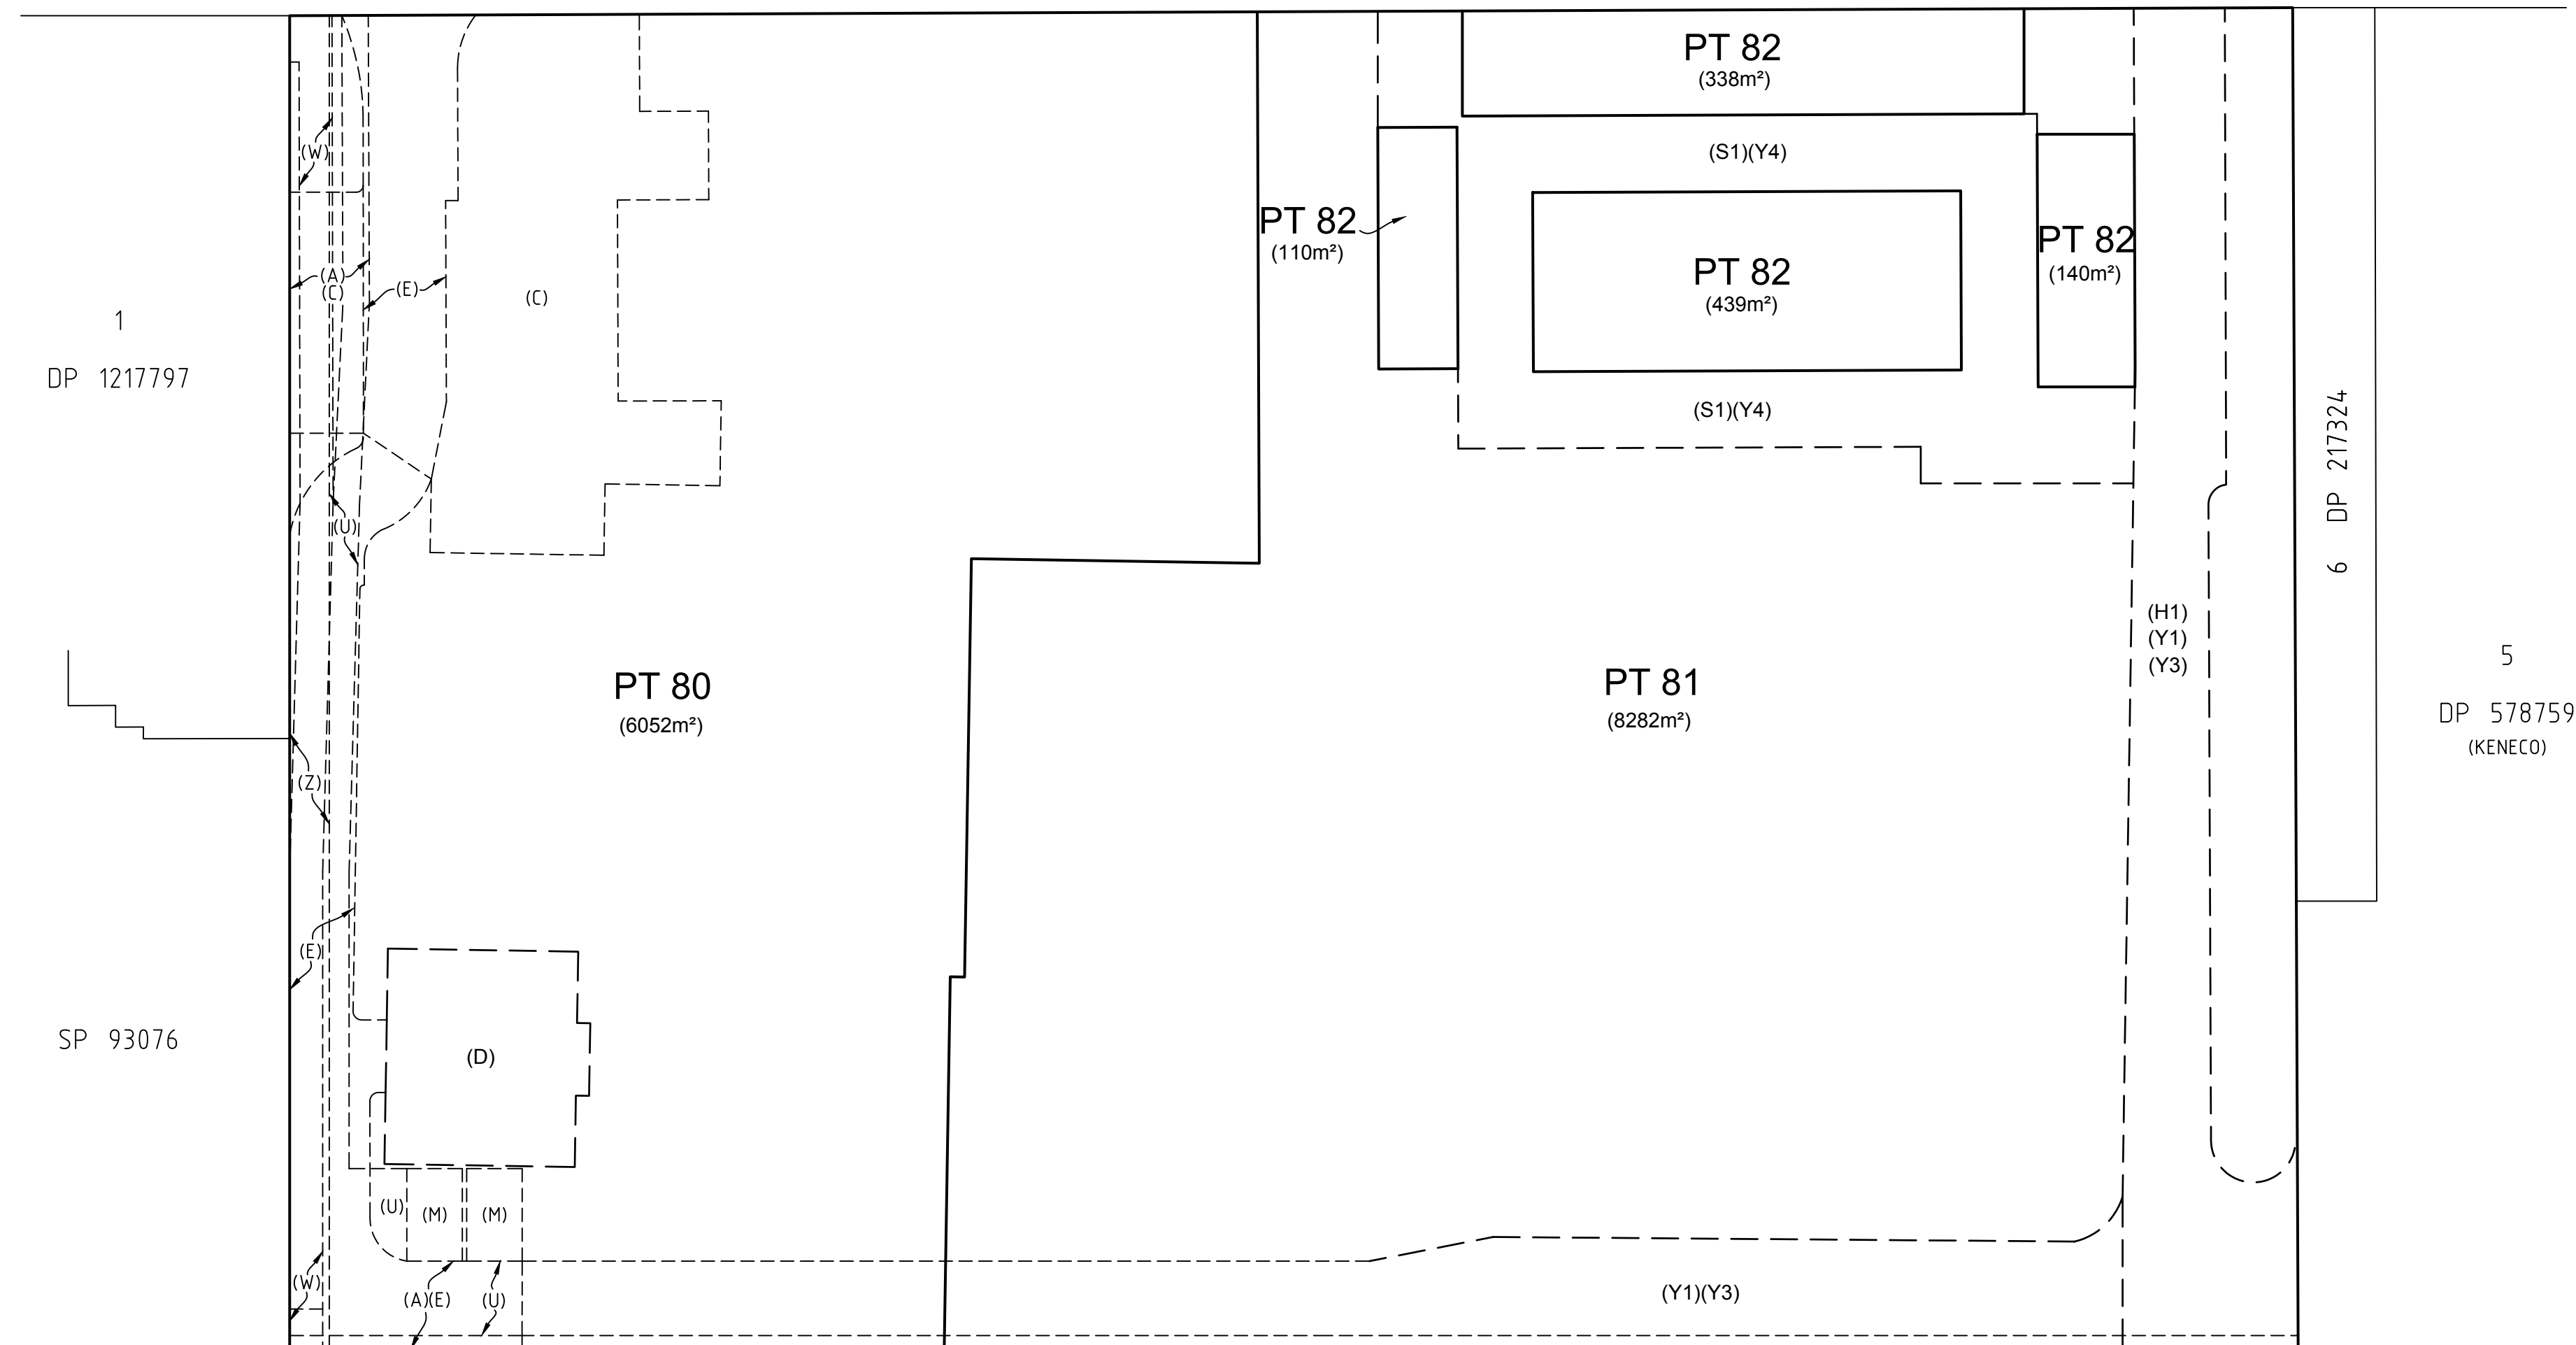 PT 82
(338m²)
(W)
(S1)(Y4)
PT 82
(110m²)
PT 82
(140m²)
PT 82
(439m²)
(A)
(C)
(E)
(C)
1
DP 1217797
(S1)(Y4)
6 DP 217324
(U)
(H1)
(Y1)
(Y3)
5
DP 578759
(KENECO)
PT 80
(6052m²)
PT 81
(8282m²)
(Z)
(E)
SP 93076
(D)
(U)
(M)
(M)
(W)
(A)(E)
(U)
(Y1)(Y3)